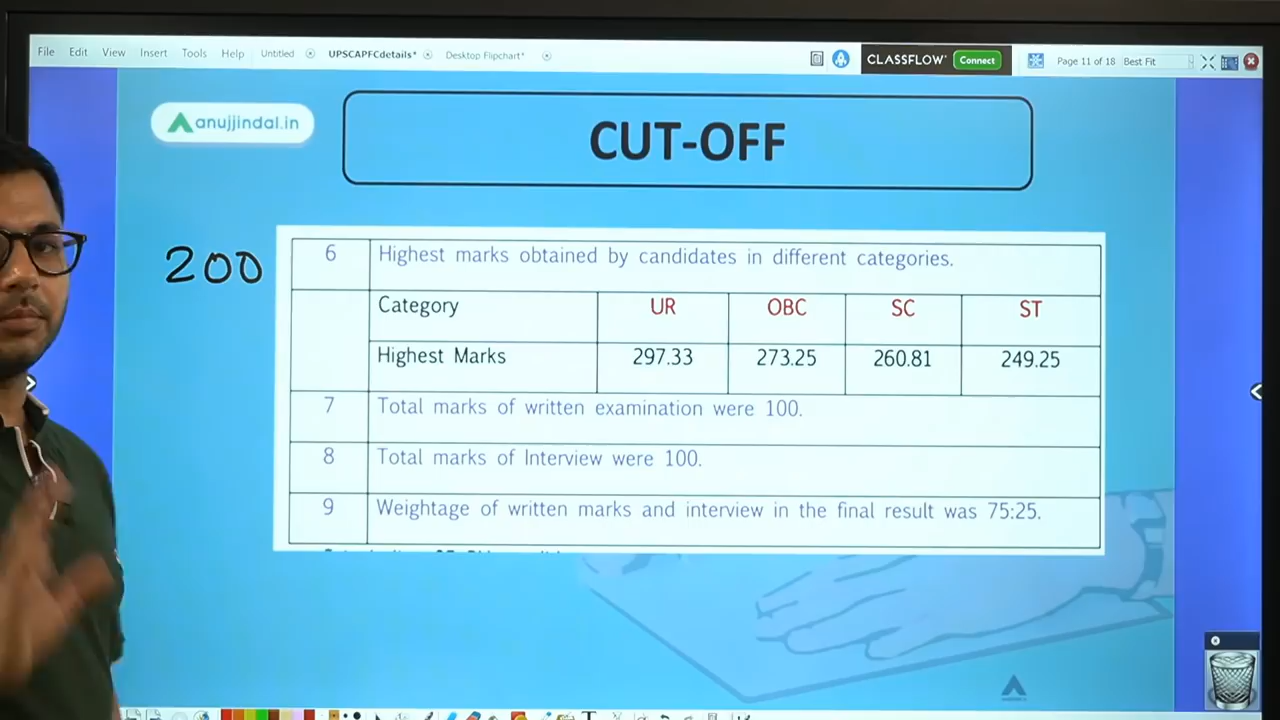 File Edit View Insert Tools Help Untitled UPSCAPFCdetails* Desktop Flipchart* CLASSFLOW Connect Page 11 of 18 Best Fit
anujjindal.in
CUT-OFF
200
6 Highest marks obtained by candidates in different categories.
Category UR OBC SC ST
Highest Marks 297.33 273.25 260.81 249.25
7 Total marks of written examination were 100.
8 Total marks of Interview were 100.
9 Weightage of written marks and interview in the final result was 75:25.